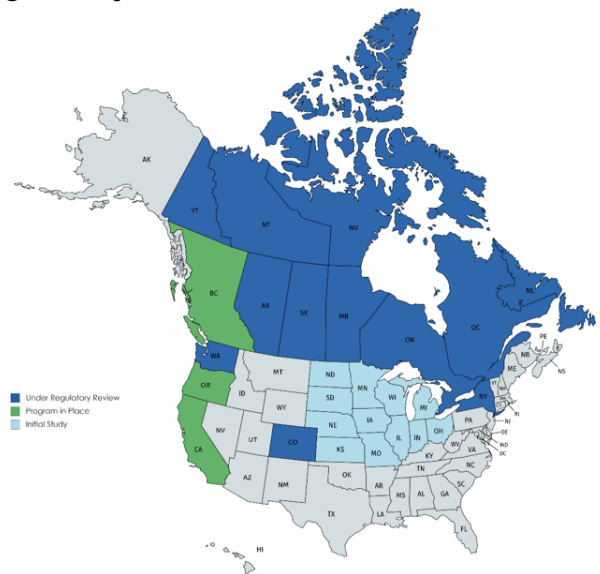 AK
YT
NT
NU
BC
AB
SK
MB
ON
QC
NL
PE
NB
NS
ME
WA
MT
ND
MN
OR
ID
SD
WI
MI
NY
VT
RI
Under Regulatory Review
Program in Place
Initial Study
WY
NE
IA
PA
NJ
NV
UT
CO
IL
IN
OH
DE
MD
DC
CA
KS
MO
WV
VA
KY
AZ
NM
OK
AR
TN
NC
SC
MS
AL
GA
TX
LA
FL
HI